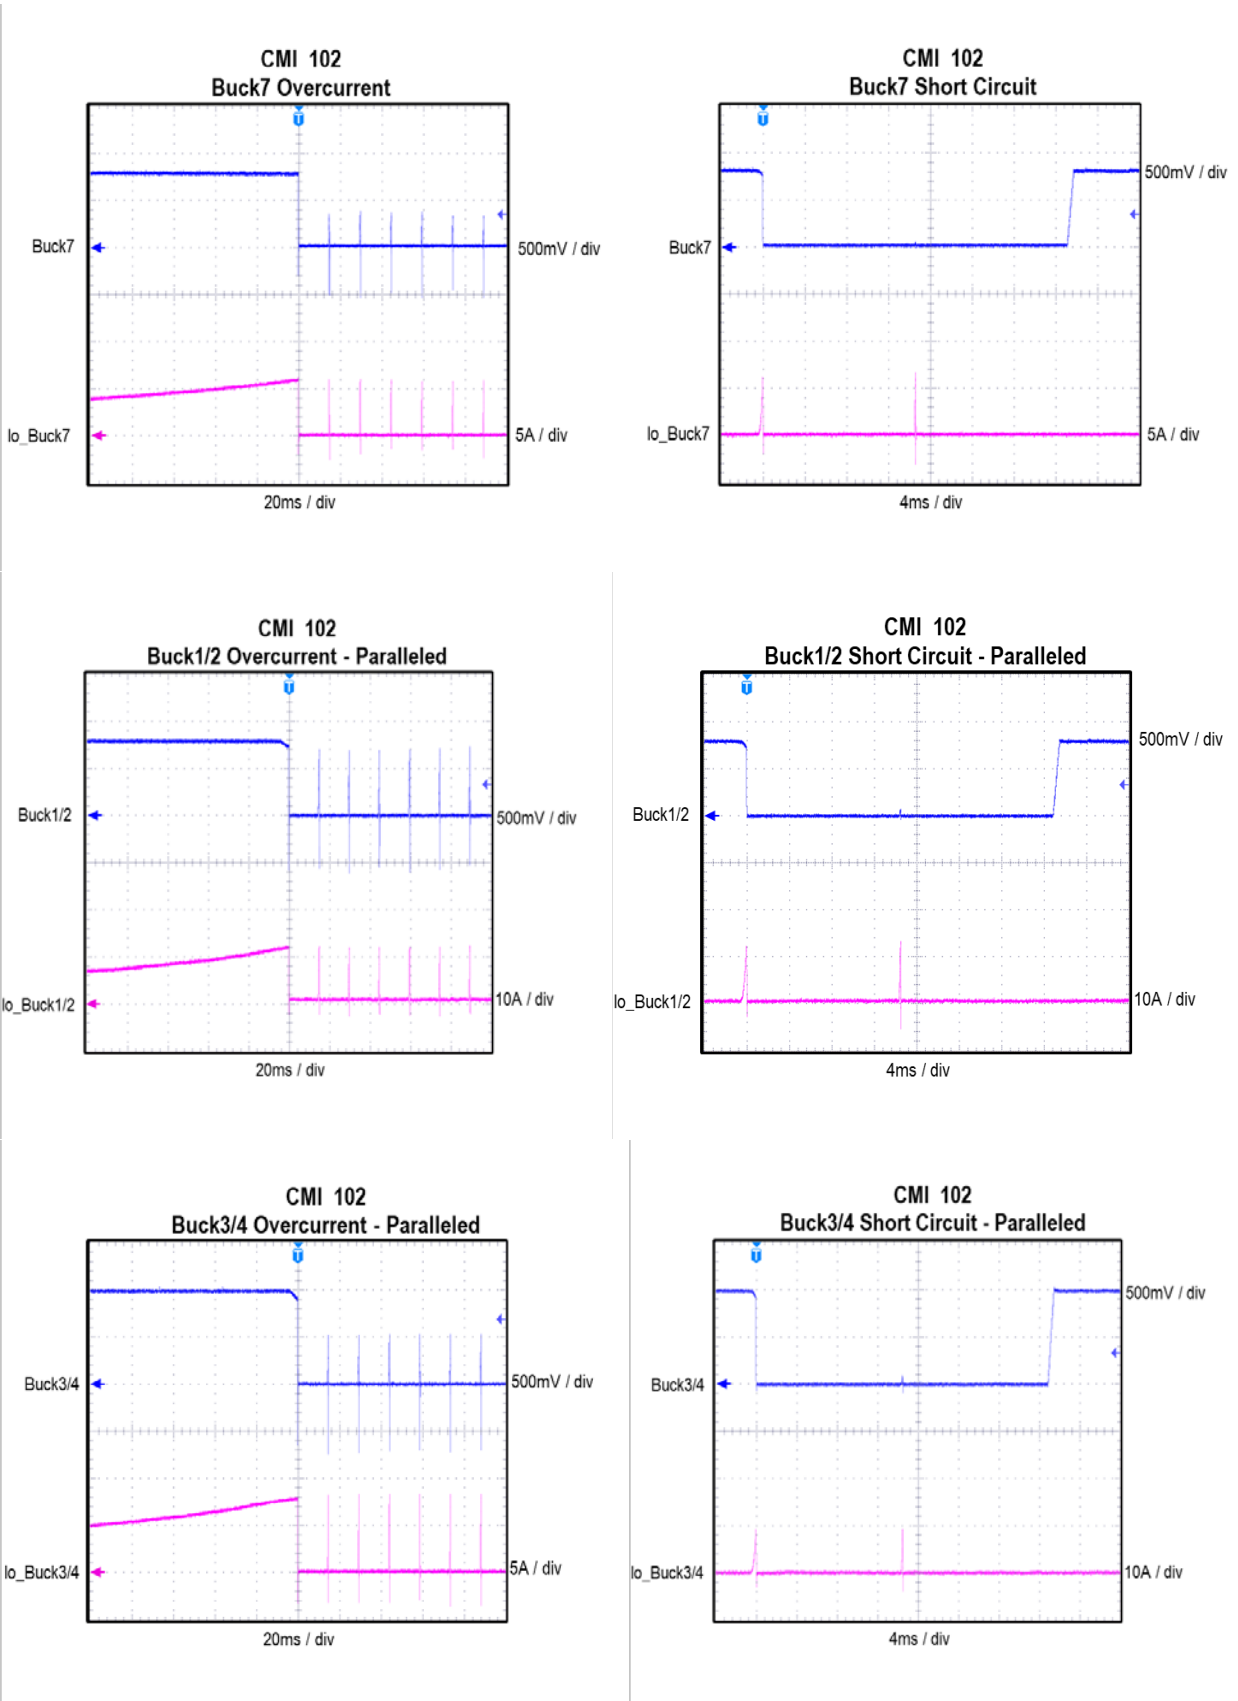 CMI 102
Buck7 Overcurrent
T
Buck7
500mV / div
Io_Buck7
5A / div
20ms / div
CMI 102
Buck7 Short Circuit
T
500mV / div
Buck7
Io_Buck7
5A / div
4ms / div
CMI 102
Buck1/2 Overcurrent - Paralleled
T
Buck1/2
500mV / div
Io_Buck1/2
10A / div
20ms / div
CMI 102
Buck1/2 Short Circuit - Paralleled
T
500mV / div
Buck1/2
Io_Buck1/2
10A / div
4ms / div
CMI 102
Buck3/4 Overcurrent - Paralleled
T
Buck3/4
500mV / div
Io_Buck3/4
5A / div
20ms / div
CMI 102
Buck3/4 Short Circuit - Paralleled
T
500mV / div
Buck3/4
Io_Buck3/4
10A / div
4ms / div